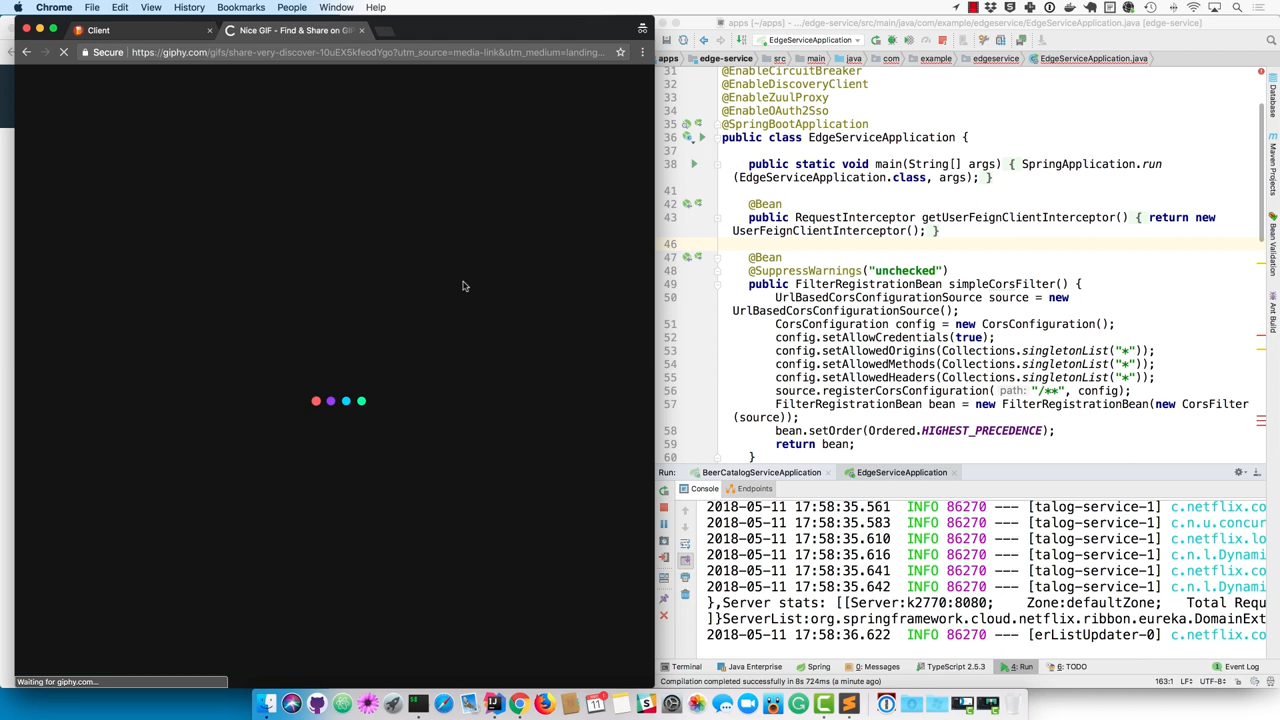 Chrome File Edit View History Bookmarks People Window Help
apps [~/apps] - .../edge-service/src/main/java/com/example/edgeservice/EdgeServiceApplication.java [edge-service]
Client
Nice GIF - Find & Share on GIP
Secure https://giphy.com/gifs/share-very-discover-10uEX5kfeodYgo?utm_source=media-link&utm_medium=landing...
EdgeServiceApplication
apps edge-service src main java com example edgeservice EdgeServiceApplication.java
31 @EnableCircuitBreaker
32 @EnableDiscoveryClient
33 @EnableZuulProxy
34 @EnableOAuth2Sso
35 @SpringBootApplication
36 public class EdgeServiceApplication {
37
38 public static void main(String[] args) { SpringApplication.run
(EdgeServiceApplication.class, args); }
41
42 @Bean
43 public RequestInterceptor getUserFeignClientInterceptor() { return new
UserFeignClientInterceptor(); }
46
47 @Bean
48 @SuppressWarnings("unchecked")
49 public FilterRegistrationBean simpleCorsFilter() {
50 UrlBasedCorsConfigurationSource source = new
UrlBasedCorsConfigurationSource();
51 CorsConfiguration config = new CorsConfiguration();
52 config.setAllowCredentials(true);
53 config.setAllowedOrigins(Collections.singletonList("*"));
54 config.setAllowedMethods(Collections.singletonList("*"));
55 config.setAllowedHeaders(Collections.singletonList("*"));
56 source.registerCorsConfiguration( path: "/**", config);
57 FilterRegistrationBean bean = new FilterRegistrationBean(new CorsFilter
(source));
58 bean.setOrder(Ordered.HIGHEST_PRECEDENCE);
59 return bean;
60 }
Database
Maven Projects
Bean Validation
Ant Build
Run: BeerCatalogServiceApplication EdgeServiceApplication
Console Endpoints
2018-05-11 17:58:35.561 INFO 86270 --- [talog-service-1] c.netflix.co
2018-05-11 17:58:35.583 INFO 86270 --- [talog-service-1] c.n.u.concur
2018-05-11 17:58:35.610 INFO 86270 --- [talog-service-1] c.netflix.lo
2018-05-11 17:58:35.616 INFO 86270 --- [talog-service-1] c.n.l.Dynami
2018-05-11 17:58:35.641 INFO 86270 --- [talog-service-1] c.netflix.co
2018-05-11 17:58:35.642 INFO 86270 --- [talog-service-1] c.n.l.Dynami
},Server stats: [[Server:k2770:8080; Zone:defaultZone; Total Requ
]}ServerList:org.springframework.cloud.netflix.ribbon.eureka.DomainExt
2018-05-11 17:58:36.622 INFO 86270 --- [erListUpdater-0] c.netflix.co
Terminal Java Enterprise Spring 0: Messages TypeScript 2.5.3 4: Run 6: TODO Event Log
Waiting for giphy.com...
Compilation completed successfully in 8s 724ms (a minute ago) 163:1 LF÷ UTF-8÷
11